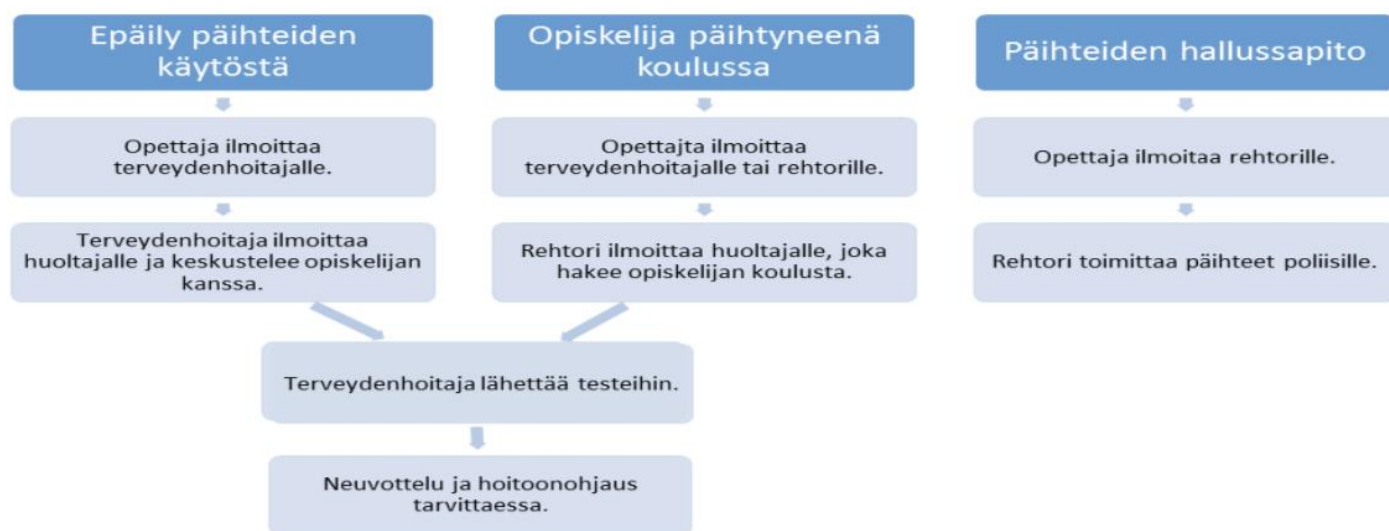 Epäily päihteiden
käytöstä
Opettaja ilmoittaa
terveydenhoitajalle.
Terveydenhoitaja ilmoittaa
huoltajalle ja keskustelee opiskelijan
kanssa.
Opiskelija päihtyneenä
koulussa
Opettajta ilmoittaa
terveydenhoitajalle tai rehtorille.
Rehtori ilmoittaa huoltajalle, joka
hakee opiskelijan koulusta.
Terveydenhoitaja lähettää testeihin.
Neuvottelu ja hoitoonohjaus
tarvittaessa.
Päihteiden hallussapito
Opettaja ilmoitaa rehtorille.
Rehtori toimittaa päihteet poliisille.